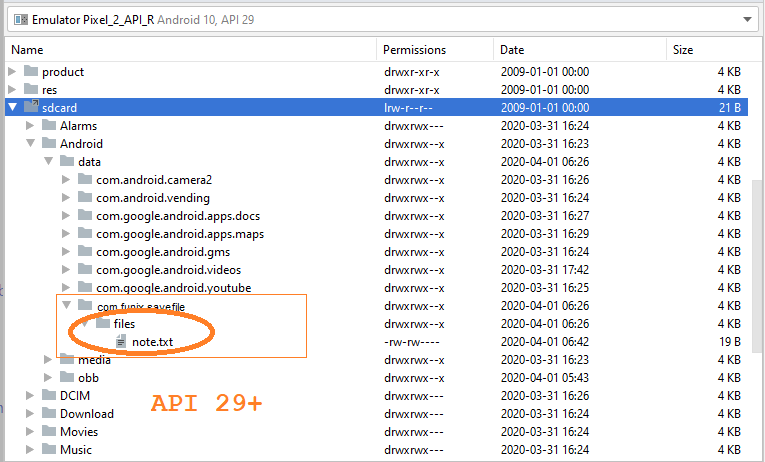 Emulator Pixel_2_API_R Android 10, API 29
Name Permissions Date Size
product drwxr-xr-x 2009-01-01 00:00 4 KB
res drwxr-xr-x 2009-01-01 00:00 4 KB
sdcard lrw-r--r-- 2009-01-01 00:00 21 B
Alarms drwxrwx--- 2020-03-31 16:24 4 KB
Android drwxrwx--x 2020-03-31 16:23 4 KB
data drwxrwx--x 2020-04-01 06:26 4 KB
com.android.camera2 drwxrwx--x 2020-03-31 16:26 4 KB
com.android.vending drwxrwx--x 2020-03-31 16:24 4 KB
com.google.android.apps.docs drwxrwx--x 2020-03-31 16:27 4 KB
com.google.android.apps.maps drwxrwx--x 2020-03-31 16:29 4 KB
com.google.android.gms drwxrwx--x 2020-03-31 16:24 4 KB
com.google.android.videos drwxrwx--x 2020-03-31 17:42 4 KB
com.google.android.youtube drwxrwx--x 2020-03-31 16:25 4 KB
com.funix.savefile drwxrwx--x 2020-04-01 06:26 4 KB
files drwxrwx--x 2020-04-01 06:26 4 KB
note.txt -rw-rw---- 2020-04-01 06:42 19 B
media drwxrwx--x 2020-03-31 16:23 4 KB
obb drwxrwx--x 2020-04-01 05:43 4 KB
DCIM drwxrwx--- 2020-03-31 16:26 4 KB
API 29+
Download drwxrwx--- 2020-03-31 16:24 4 KB
Movies drwxrwx--- 2020-03-31 16:24 4 KB
Music drwxrwx--- 2020-03-31 16:24 4 KB